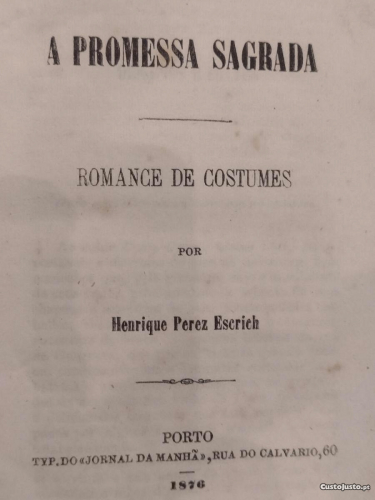 A PROMESSA SAGRADA
ROMANCE DE COSTUMES
POR
Henrique Perez Escrich
PORTO
TYP. DO «JORNAL DA MANHÃ», RUA DO CALVARIO, 60
1876
CustoJusto.pt